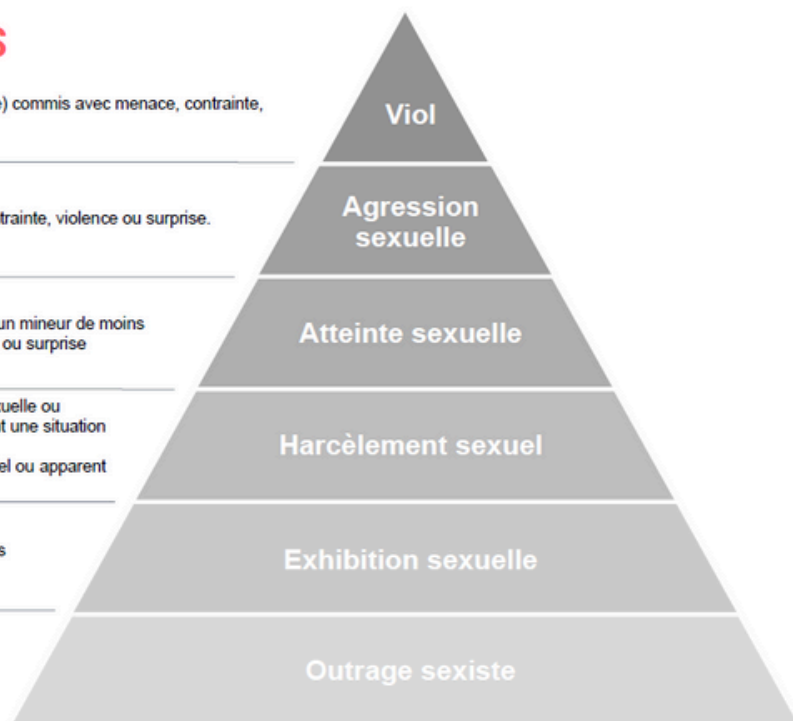 s
) commis avec menace, contrainte,
Viol
trainte, violence ou surprise.
Agression
sexuelle
un mineur de moins
ou surprise
Atteinte sexuelle
uelle ou
t une situation
el ou apparent
Harcèlement sexuel
s
Exhibition sexuelle
Outrage sexiste